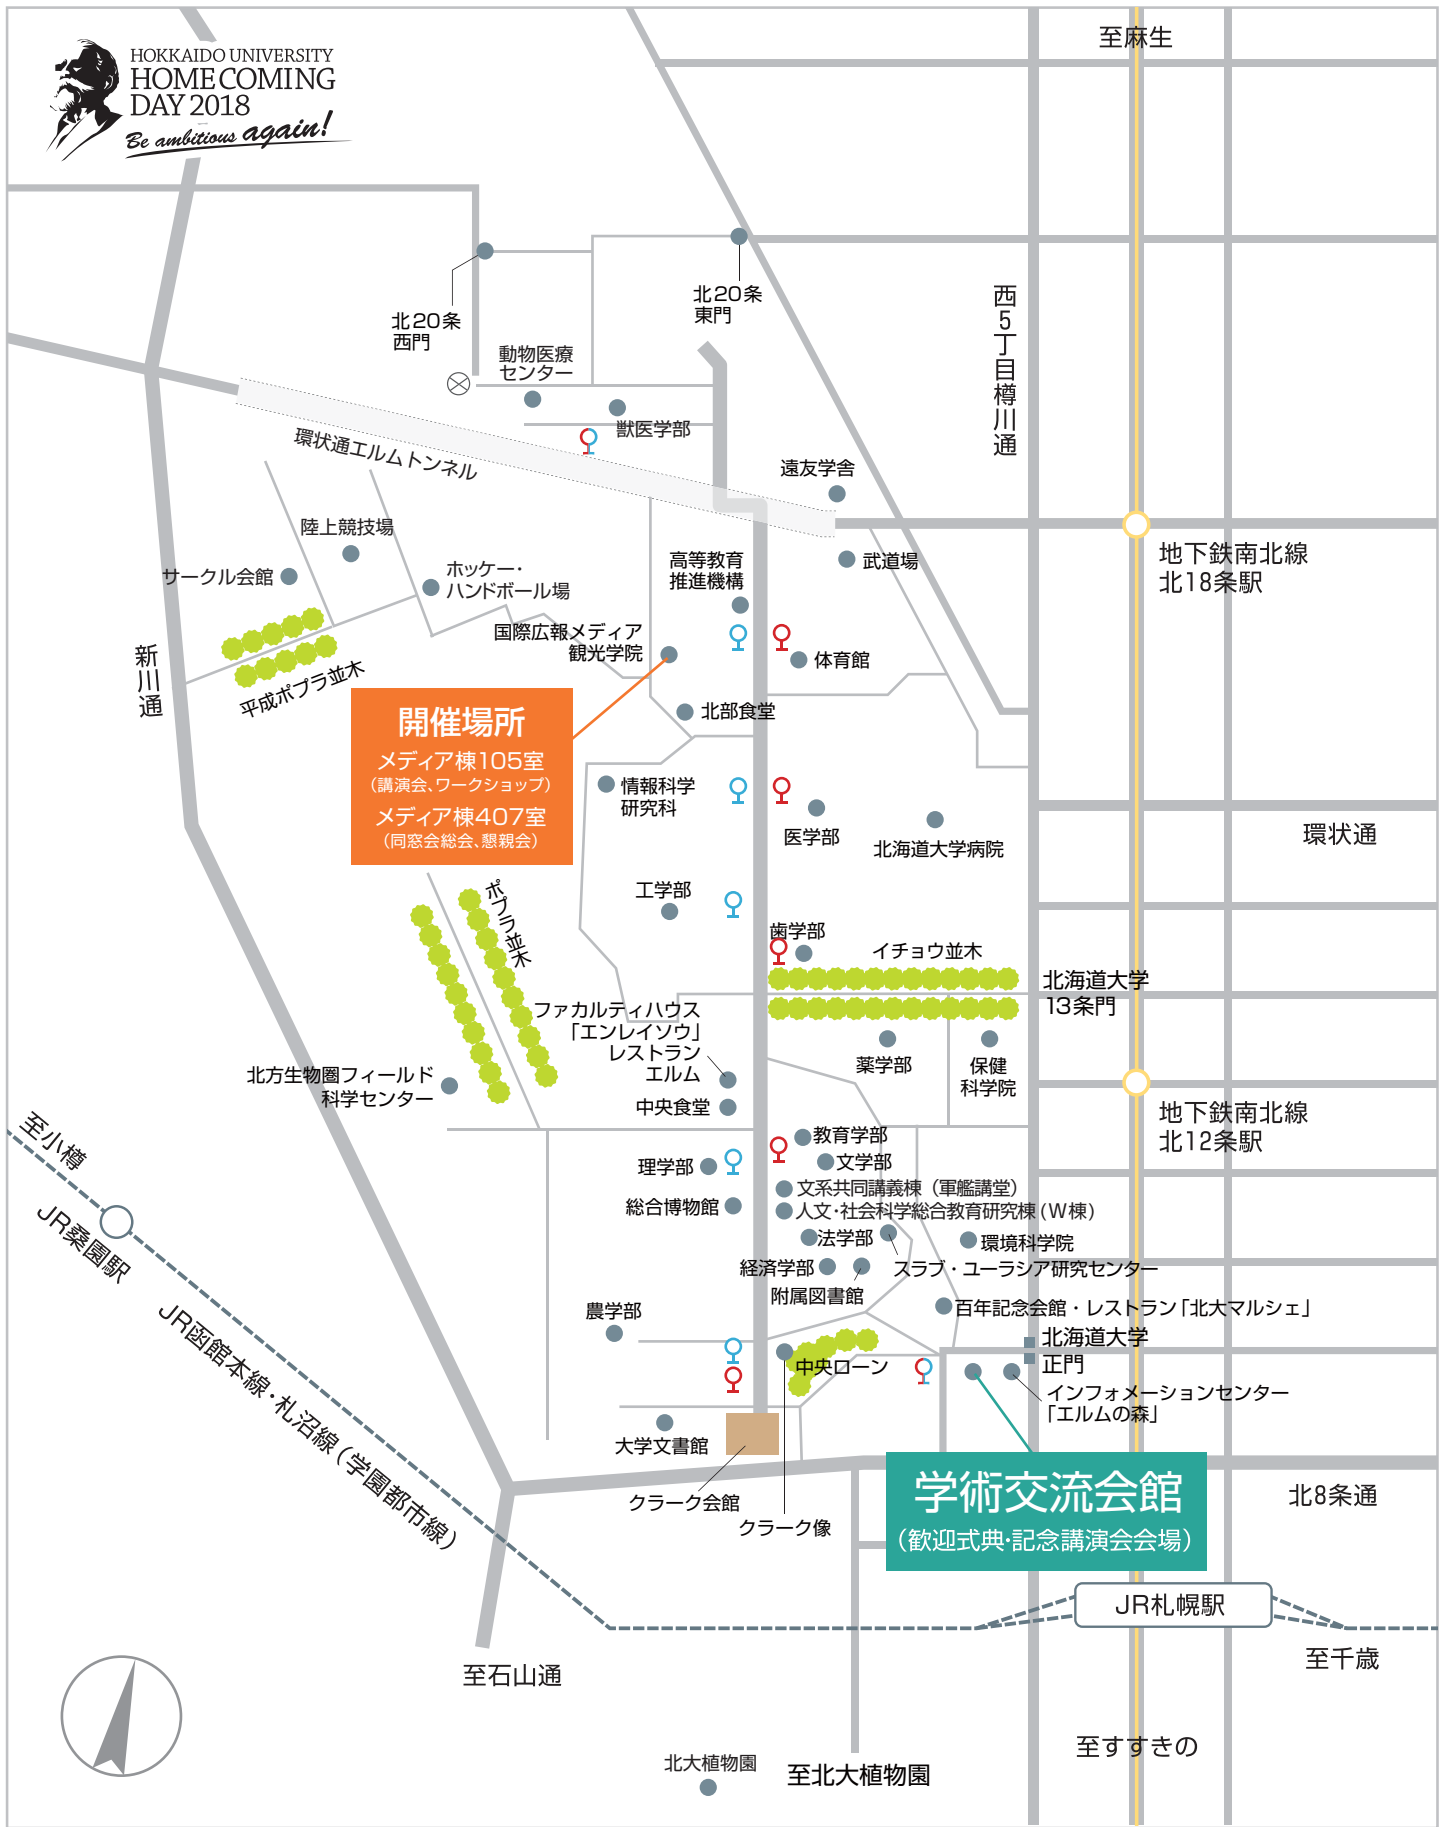 HOKKAIDO UNIVERSITY
HOME COMING
DAY 2018
Be ambitious again!
至麻生
北20条
西門
北20条
東門
西5丁目樽川通
動物医療
センター
獣医学部
環状通エルムトンネル
遠友学舎
陸上競技場
サークル会館
ホッケー・
ハンドボール場
高等教育
推進機構
武道場
地下鉄南北線
北18条駅
国際広報メディア
観光学院
体育館
新川通
平成ポプラ並木
北部食堂
開催場所
メディア棟105室
（講演会、ワークショップ）
メディア棟407室
（同窓会総会、懇親会）
情報科学
研究科
医学部
北海道大学病院
環状通
工学部
ポプラ並木
歯学部
イチョウ並木
北海道大学
13条門
ファカルティハウス
「エンレイソウ」
レストラン
エルム
薬学部
保健
科学院
北方生物圏フィールド
科学センター
中央食堂
地下鉄南北線
北12条駅
至小樽
教育学部
文学部
理学部
文系共同講義棟（軍艦講堂）
総合博物館
人文・社会科学総合教育研究棟(W棟)
JR桑園駅
法学部
環境科学院
経済学部
スラブ・ユーラシア研究センター
附属図書館
農学部
百年記念会館・レストラン「北大マルシェ」
JR函館本線・札沼線（学園都市線）
北海道大学
正門
中央ローン
インフォメーションセンター
「エルムの森」
大学文書館
学術交流会館
（歓迎式典・記念講演会会場）
クラーク会館
クラーク像
北8条通
JR札幌駅
至石山通
至千歳
至すすきの
北大植物園
至北大植物園